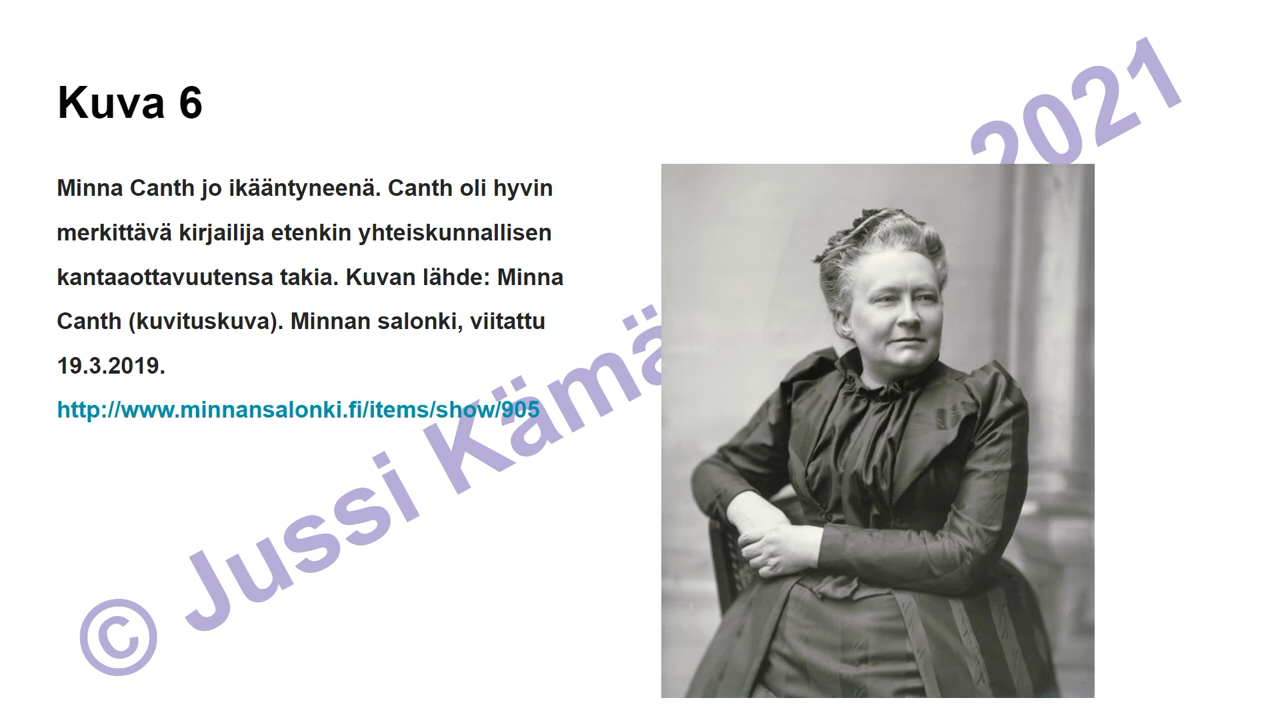 Kuva 6
Minna Canth jo ikääntyneenä. Canth oli hyvin
merkittävä kirjailija etenkin yhteiskunnallisen
kantaaottavuutensa takia. Kuvan lähde: Minna
Canth (kuvituskuva). Minnan salonki, viitattu
19.3.2019.
http://www.minnansalonki.fi/items/show/905
© Jussi Kämä 2021